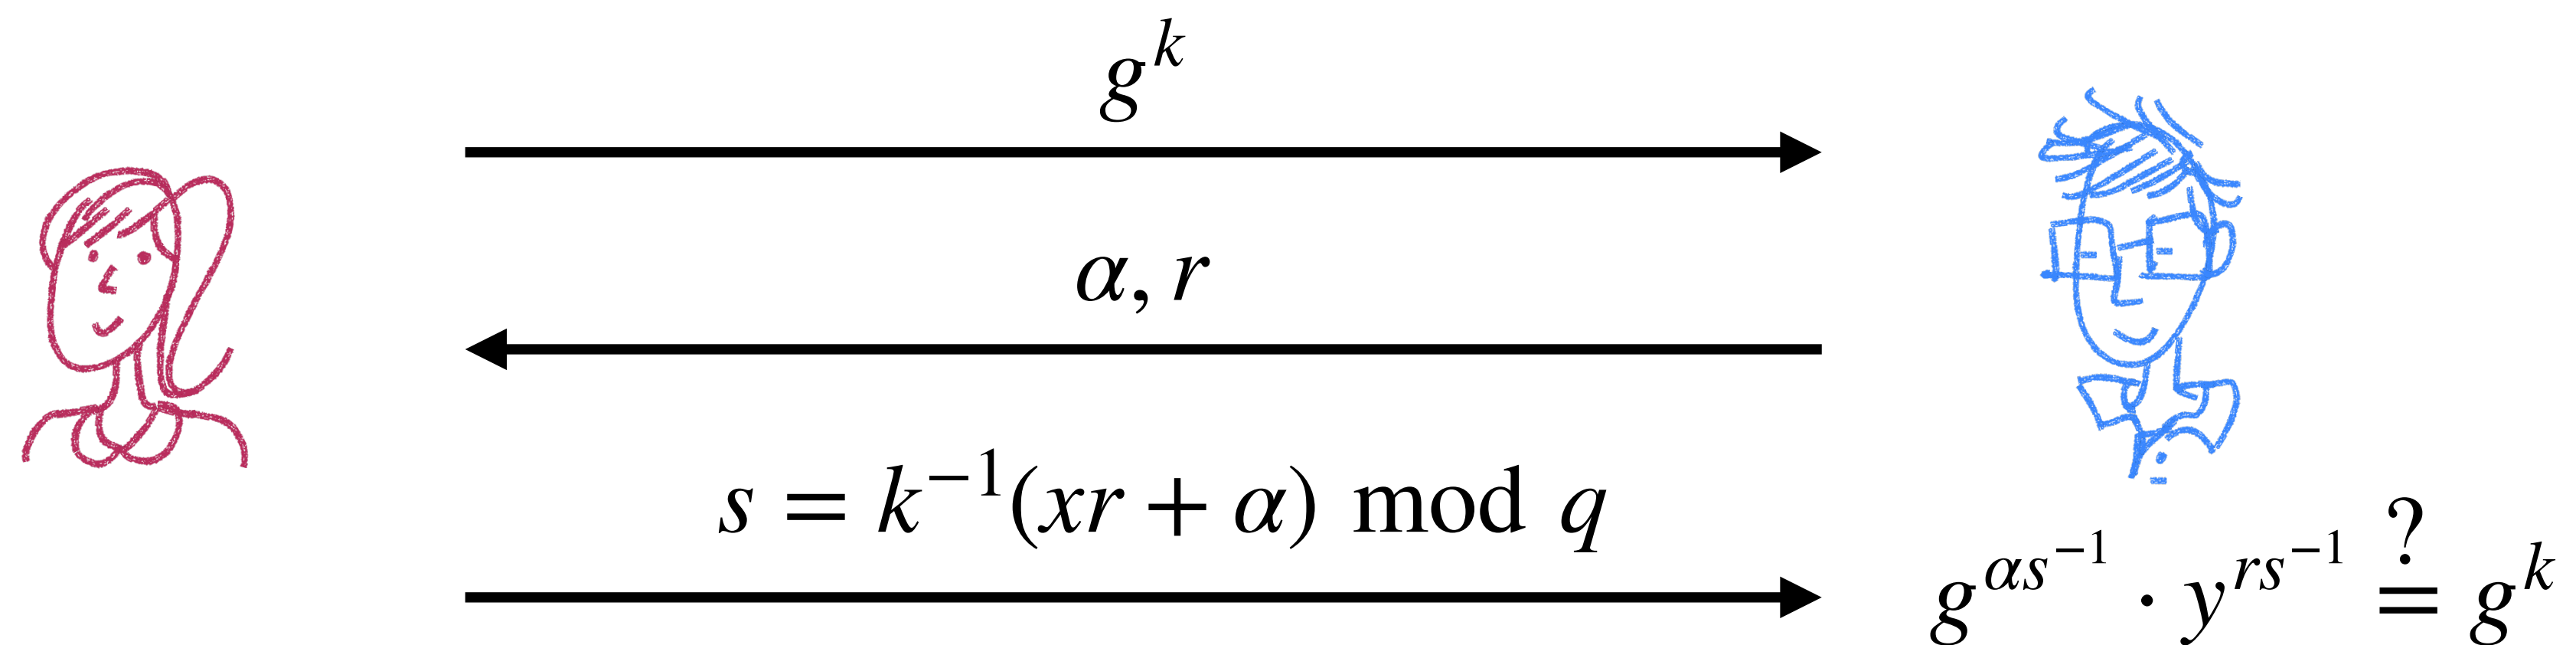 g^k
α, r
s = k^{−1}(xr + α) mod q
g^{αs^{−1}} · y^{rs^{−1}} ≟ g^k